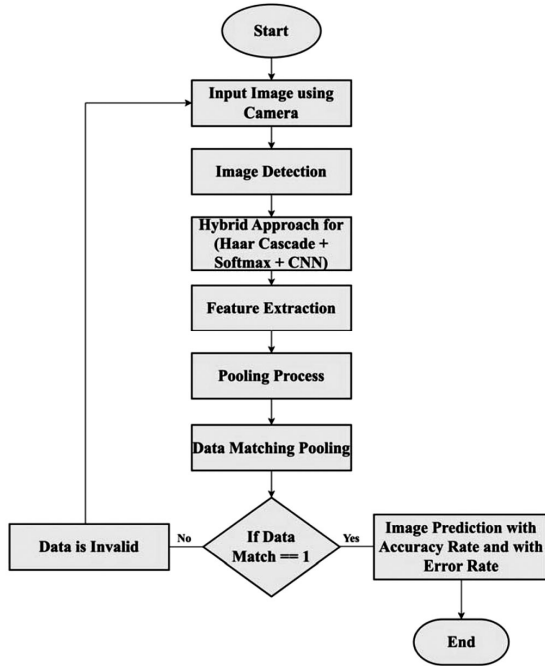 Start
Input Image using
Camera
Image Detection
Hybrid Approach for
(Haar Cascade +
Softmax + CNN)
Feature Extraction
Pooling Process
Data Matching Pooling
If Data
Match == 1
No
Data is Invalid
Yes
Image Prediction with
Accuracy Rate and with
Error Rate
End